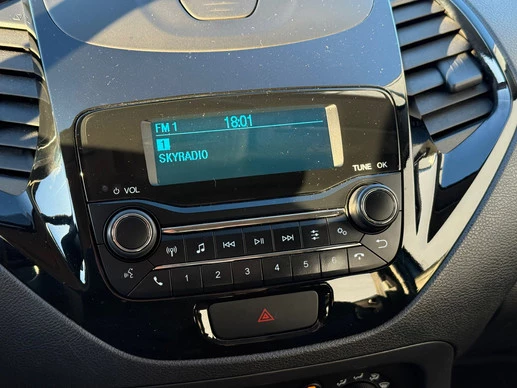 FM 1 18:01
1
SKYRADIO
VOL
TUNE OK
1 2 3 4 5 6